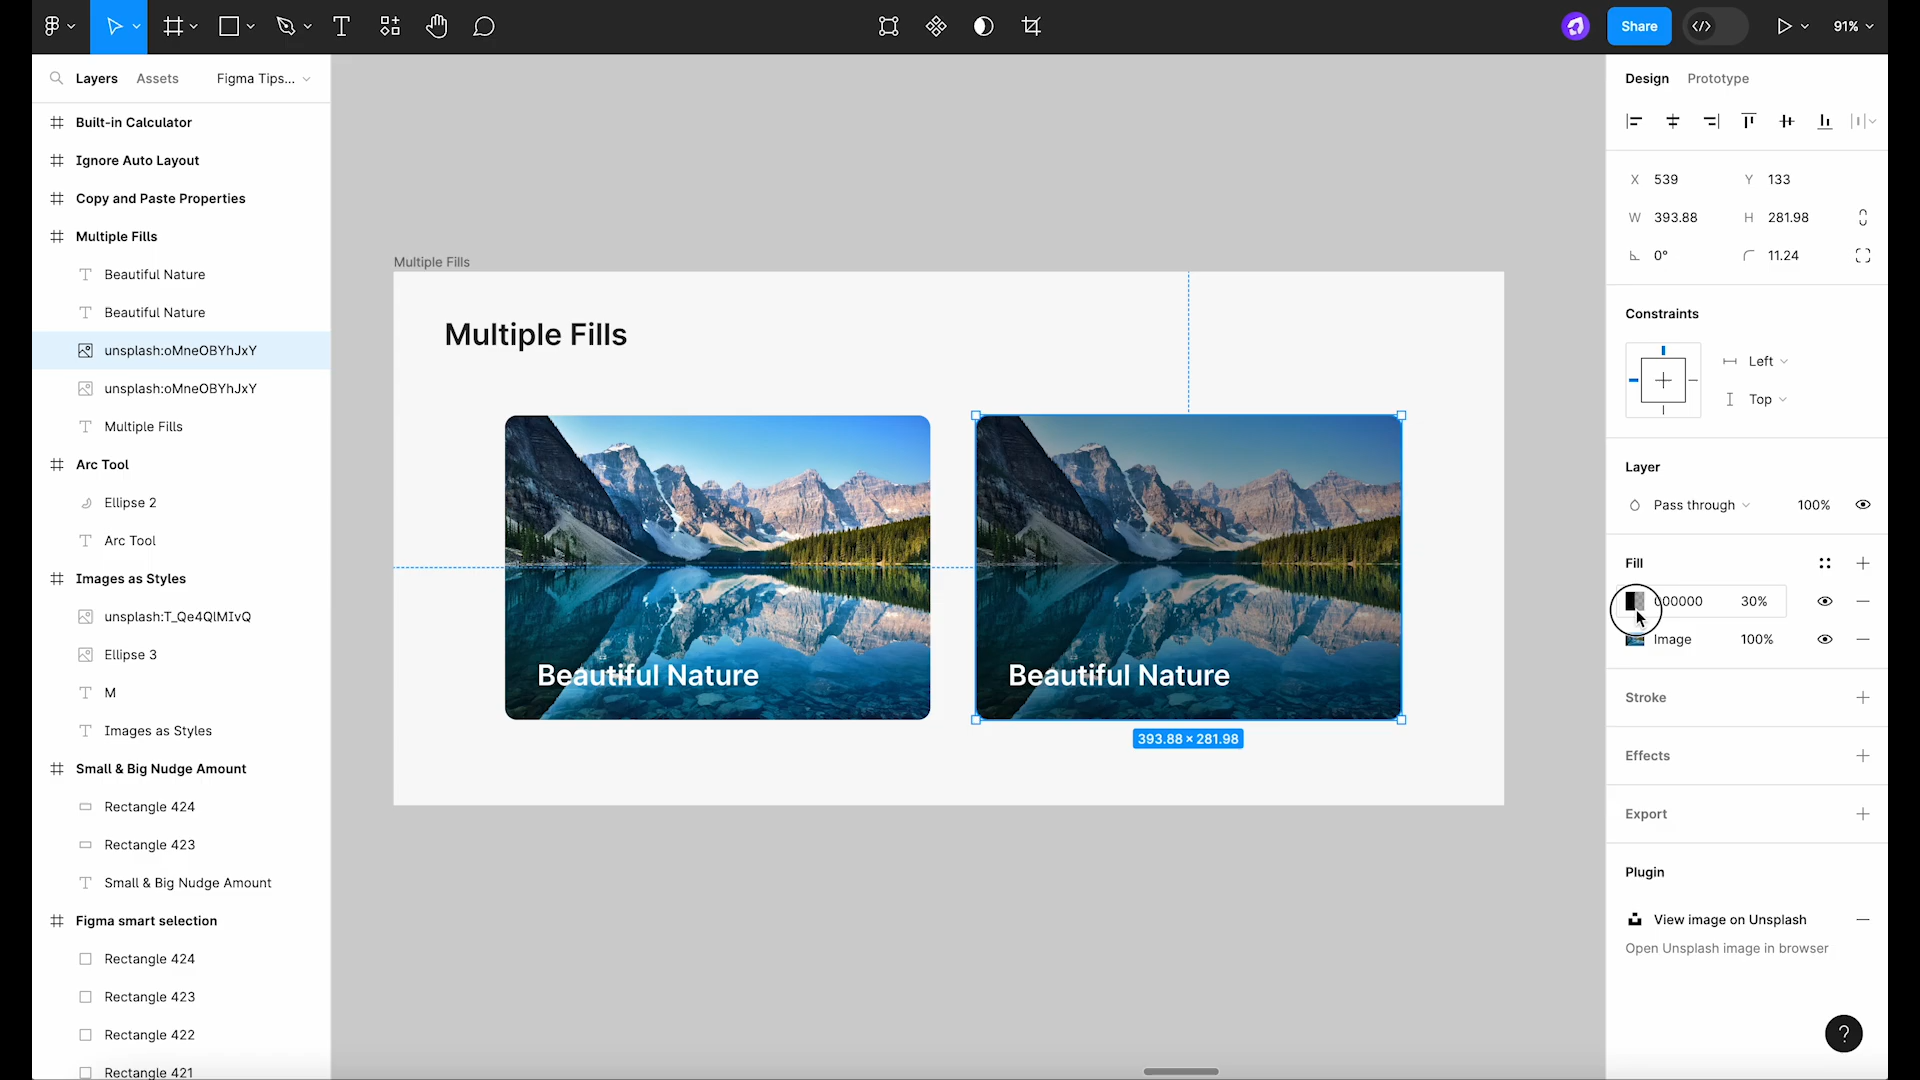 Share
91%
Layers
Assets
Figma Tips...
Built-in Calculator
Ignore Auto Layout
Copy and Paste Properties
Multiple Fills
Beautiful Nature
Beautiful Nature
unsplash:oMneOBYhJxY
unsplash:oMneOBYhJxY
Multiple Fills
Arc Tool
Ellipse 2
Arc Tool
Images as Styles
unsplash:T_Qe4QlMIvQ
Ellipse 3
M
Images as Styles
Small & Big Nudge Amount
Rectangle 424
Rectangle 423
Small & Big Nudge Amount
Figma smart selection
Rectangle 424
Rectangle 423
Rectangle 422
Rectangle 421
Multiple Fills
Multiple Fills
Beautiful Nature
Beautiful Nature
393.88 × 281.98
Design
Prototype
X 539
Y 133
W 393.88
H 281.98
0°
11.24
Constraints
Left
Top
Layer
Pass through
100%
Fill
000000
30%
Image
100%
Stroke
Effects
Export
Plugin
View image on Unsplash
Open Unsplash image in browser
?